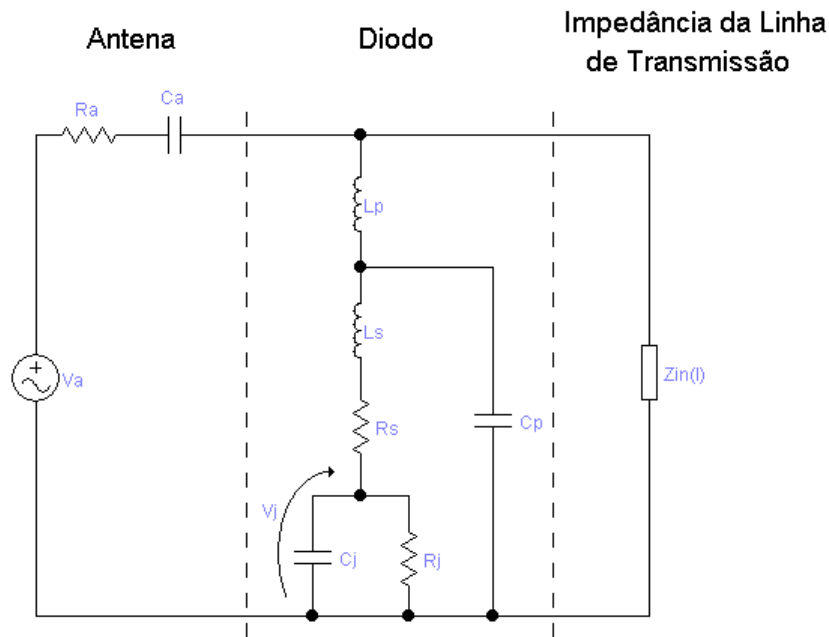 Antena
Diodo
Impedância da Linha
de Transmissão
Ra
Ca
Lp
Ls
Va
Zin(l)
Rs
Cp
Vj
Cj
Rj